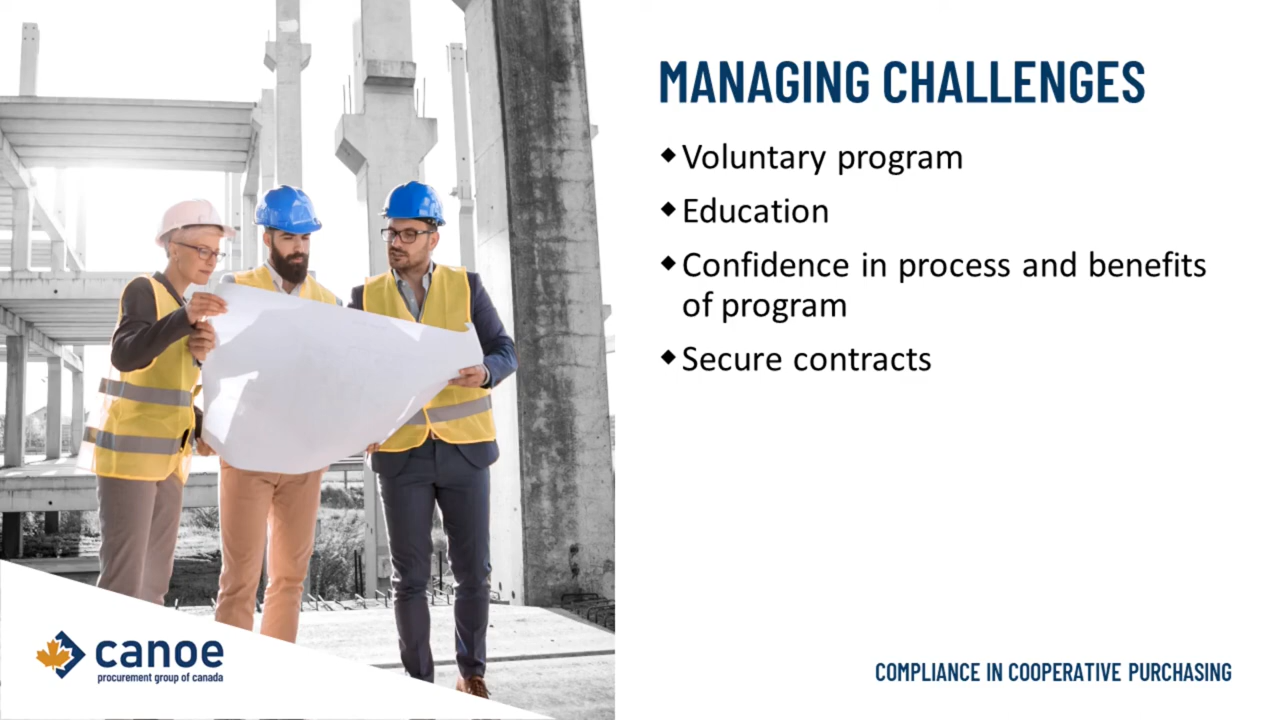 MANAGING CHALLENGES
Voluntary program
Education
Confidence in process and benefits
of program
Secure contracts
canoe
procurement group of canada
COMPLIANCE IN COOPERATIVE PURCHASING